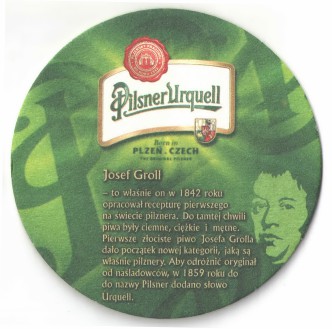 Pilsner Urquell
Born in
PLZEŇ . CZECH
THE ORIGINAL PILSNER
Josef Groll
– to właśnie on w 1842 roku
opracował recepturę pierwszego
na świecie pilznera. Do tamtej chwili
piwa były ciemne, ciężkie i mętne.
Pierwsze złociste piwo Josefa Grolla
dało początek nowej kategorii, jaką są
właśnie pilznery. Aby odróżnić oryginał
od naśladowców, w 1859 roku do
do nazwy Pilsner dodano słowo
Urquell.